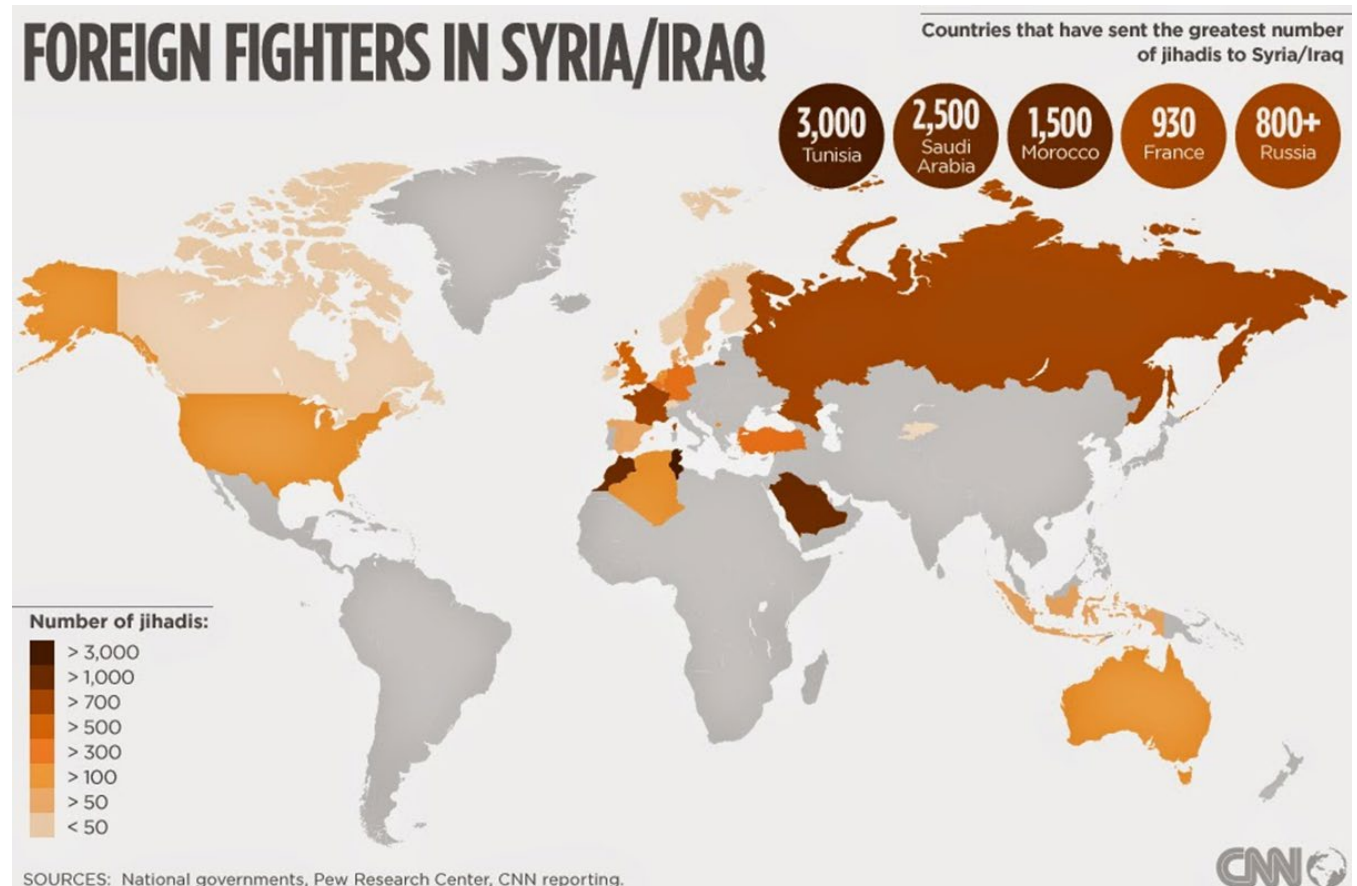 FOREIGN FIGHTERS IN SYRIA/IRAQ
Countries that have sent the greatest number
of jihadis to Syria/Iraq
3,000
Tunisia
2,500
Saudi
Arabia
1,500
Morocco
930
France
800+
Russia
Number of jihadis:
> 3,000
> 1,000
> 700
> 500
> 300
> 100
> 50
< 50
SOURCES: National governments, Pew Research Center, CNN reporting.
CNN